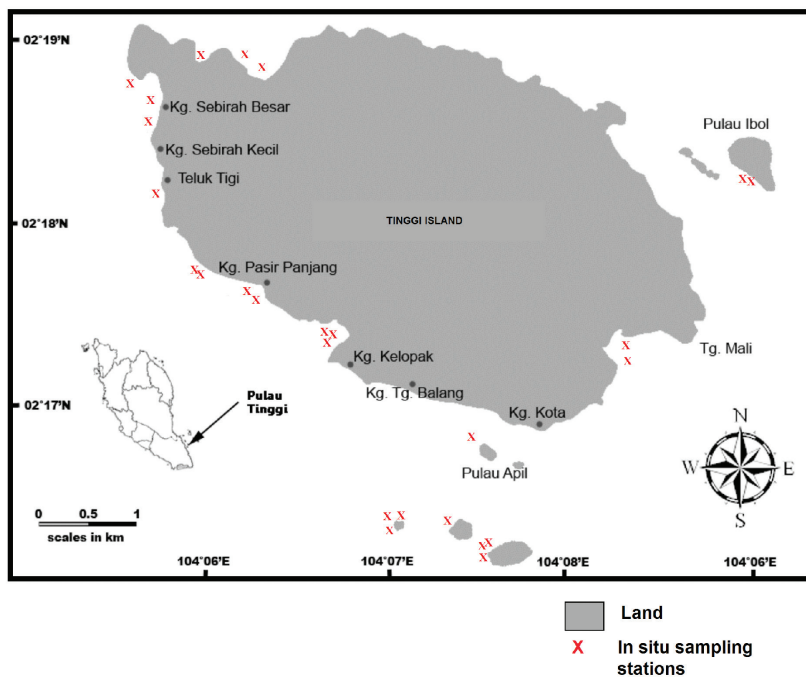 02°19'N
Kg. Sebirah Besar
Pulau Ibol
Kg. Sebirah Kecil
Teluk Tigi
02°18'N
TINGGI ISLAND
Kg. Pasir Panjang
Tg. Mali
Kg. Kelopak
Kg. Tg. Balang
Pulau
Tinggi
02°17'N
Kg. Kota
N
W
E
S
Pulau Apil
0 0.5 1
scales in km
104°06'E 104°07'E 104°08'E 104°06'E
Land
X In situ sampling
stations